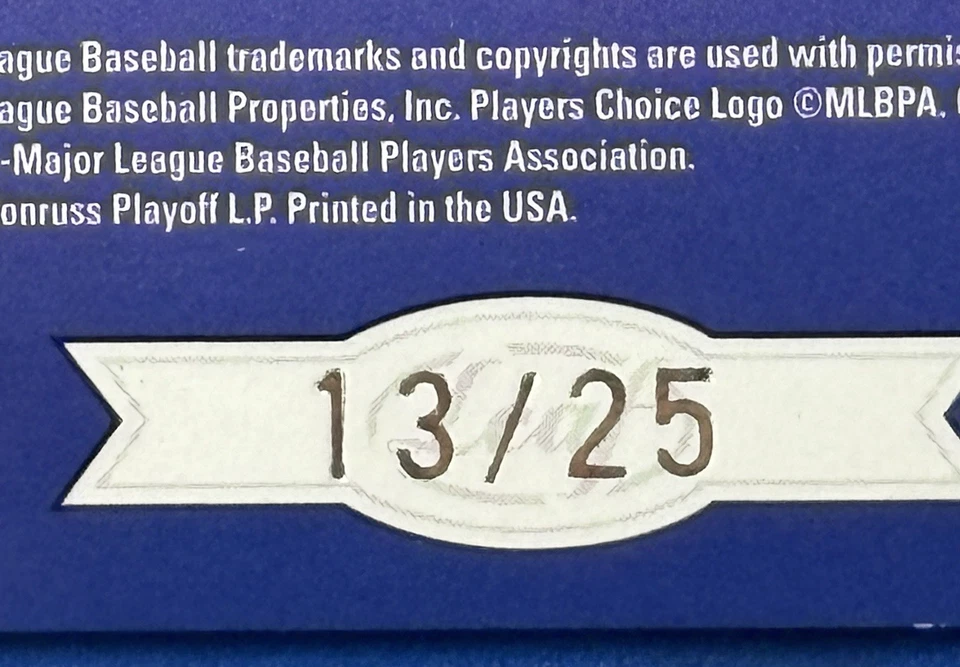 ague Baseball trademarks and copyrights are used with permis
ague Baseball Properties, Inc. Players Choice Logo ©MLBPA.
-Major League Baseball Players Association.
onruss Playoff L.P. Printed in the USA.
13/25